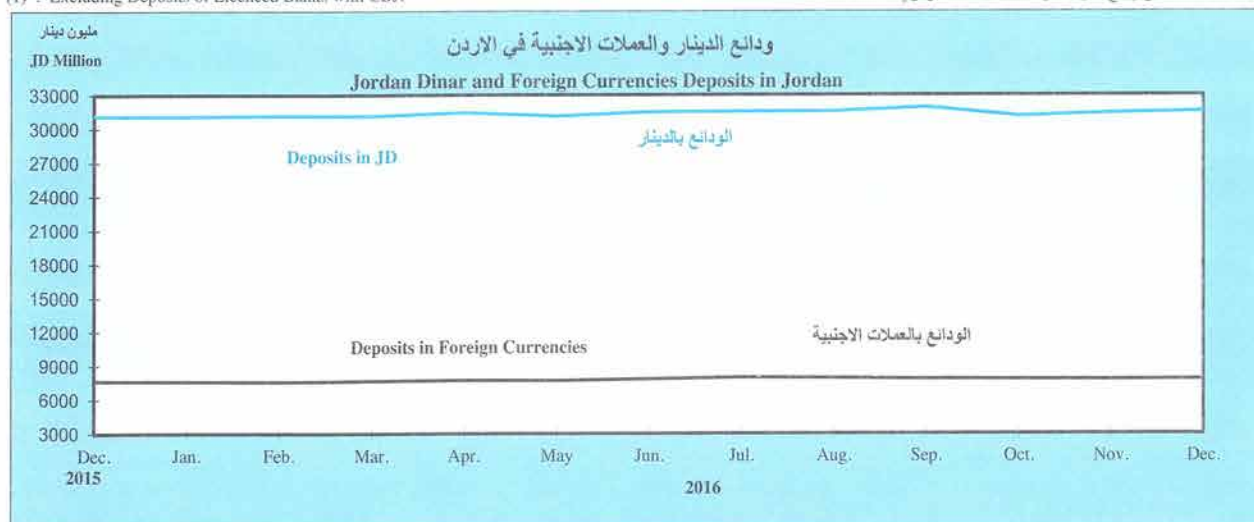 مليون دينار
JD Million
ودائع الدينار والعملات الاجنبية في الاردن
Jordan Dinar and Foreign Currencies Deposits in Jordan
33000
30000
27000
24000
21000
18000
15000
12000
9000
6000
3000
الودائع بالدينار
Deposits in JD
الودائع بالعملات الاجنبية
Deposits in Foreign Currencies
Dec. Jan. Feb. Mar. Apr. May Jun. Jul. Aug. Sep. Oct. Nov. Dec.
2015 2016